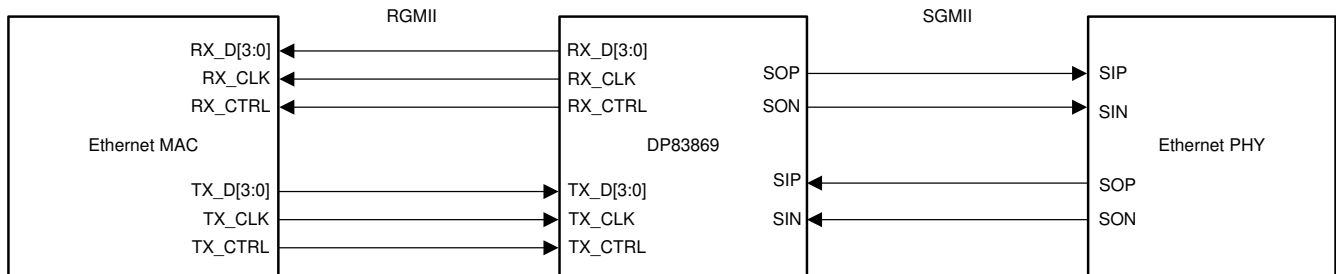 RGMII
SGMII
RX_D[3:0]
RX_CLK
RX_CTRL
Ethernet MAC
TX_D[3:0]
TX_CLK
TX_CTRL
RX_D[3:0]
RX_CLK
RX_CTRL
SOP
SON
DP83869
TX_D[3:0]
TX_CLK
TX_CTRL
SIP
SIN
SIP
SIN
Ethernet PHY
SOP
SON